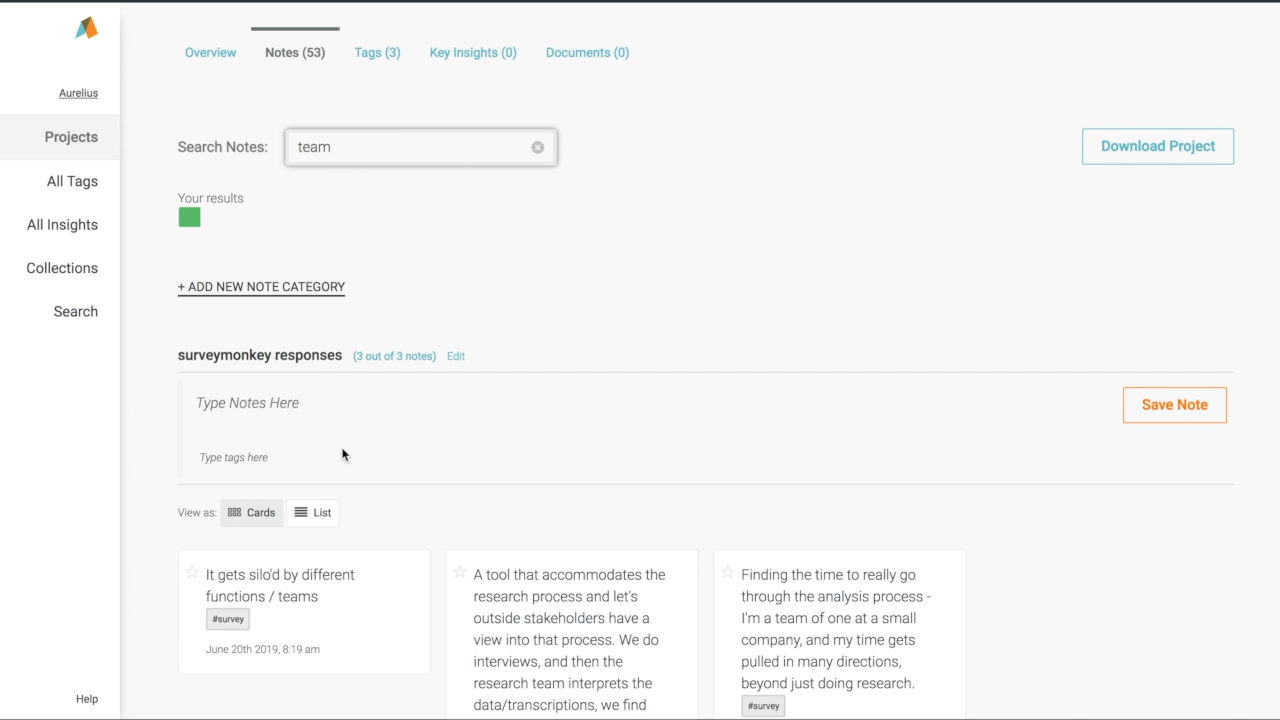 Overview Notes (53) Tags (3) Key Insights (0) Documents (0)
Aurelius
Projects
All Tags
All Insights
Collections
Search
Help
Search Notes: team
Download Project
Your results
+ ADD NEW NOTE CATEGORY
surveymonkey responses (3 out of 3 notes) Edit
Type Notes Here
Save Note
Type tags here
View as: Cards List
It gets silo'd by different
functions / teams
#survey
June 20th 2019, 8:19 am
A tool that accommodates the
research process and let's
outside stakeholders have a
view into that process. We do
interviews, and then the
research team interprets the
data/transcriptions, we find
Finding the time to really go
through the analysis process -
I'm a team of one at a small
company, and my time gets
pulled in many directions,
beyond just doing research.
#survey